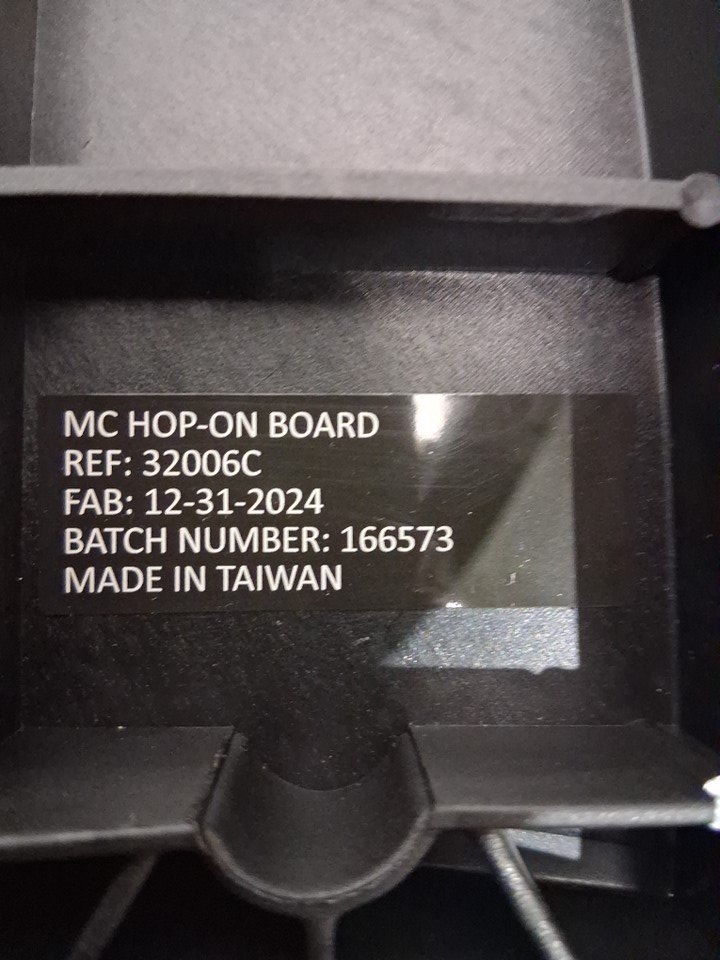 MC HOP-ON BOARD
REF: 32006C
FAB: 12-31-2024
BATCH NUMBER: 166573
MADE IN TAIWAN